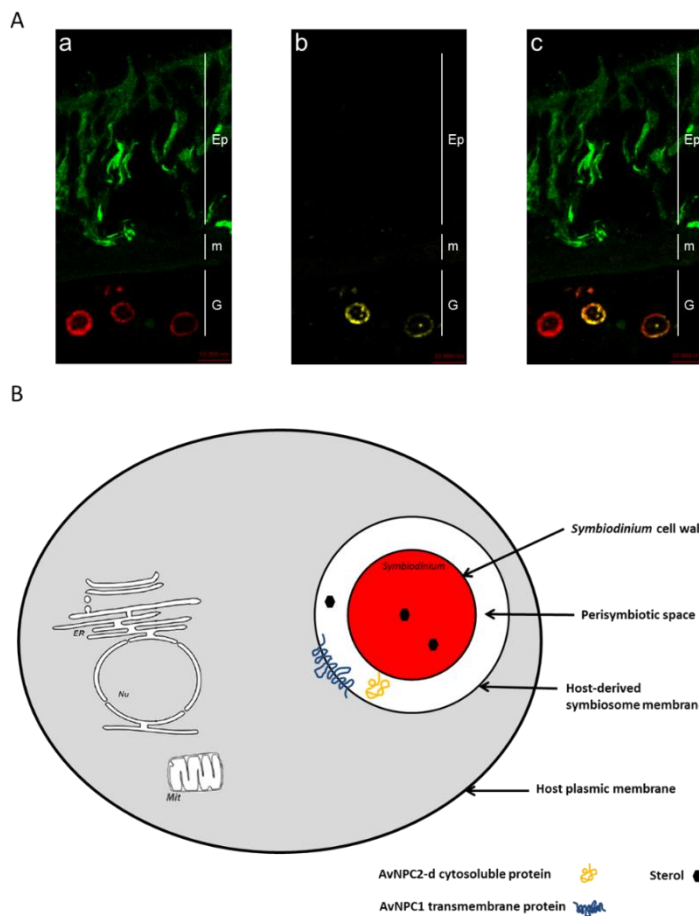 A
a
b
c
Ep
Ep
Ep
m
m
m
G
G
G
B
Symbiodinium cell wal
Symbiodinium
Perisymbiotic space
ER
Host-derived
symbiosome membran
Nu
Mit
Host plasmic membrane
AvNPC2-d cytosoluble protein
Sterol
AvNPC1 transmembrane protein